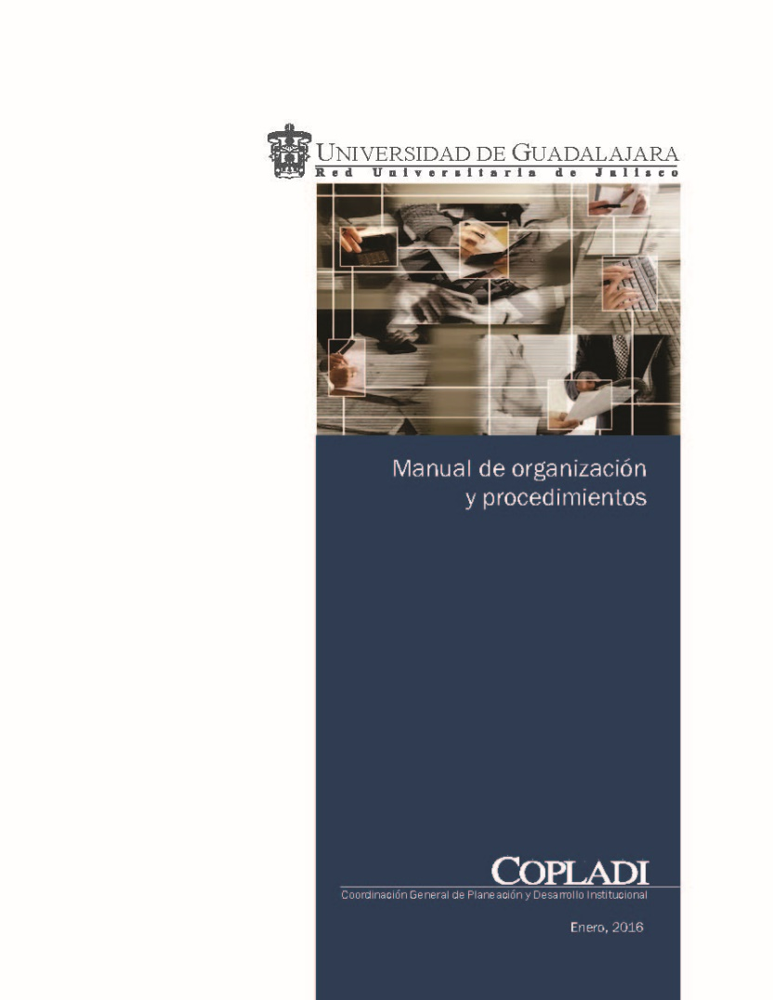 UNIVERSIDAD DE GUADALAJARA
Red Universitaria de Jalisco
Manual de organización
y procedimientos
COPLADI
Coordinación General de Planeación y Desarrollo Institucional
Enero, 2016